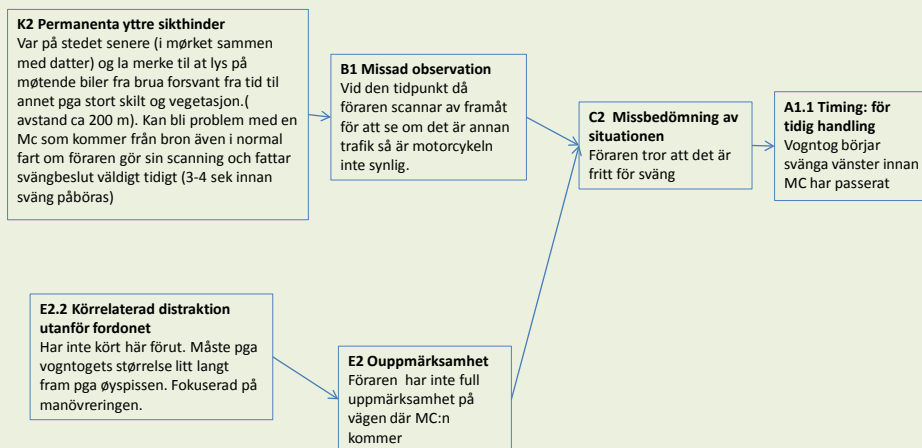 K2 Permanenta yttre sikthinder
Var på stedet senere (i mørket sammen
med datter) og la merke til at lys på
møtende biler fra brua forsvant fra tid til
annet pga stort skilt og vegetasjon.(
avstand ca 200 m). Kan bli problem med en
Mc som kommer från bron även i normal
fart om föraren gör sin scanning och fattar
svängbeslut väldigt tidigt (3-4 sek innan
sväng påböras)
B1 Missad observation
Vid den tidpunkt då
föraren scannar av framåt
för att se om det är annan
trafik så är motorcykeln
inte synlig.
C2 Missbedömning av
situationen
Föraren tror att det är
fritt för sväng
A1.1 Timing: för
tidig handling
Vogntog börjar
svänga vänster innan
MC har passerat
E2.2 Körrelaterad distraktion
utanför fordonet
Har inte kört här förut. Måste pga
vogntogets størrelse litt langt
fram pga øyspissen. Fokuserad på
manövreringen.
E2 Ouppmärksamhet
Föraren har inte full
uppmärksamhet på
vägen där MC:n
kommer